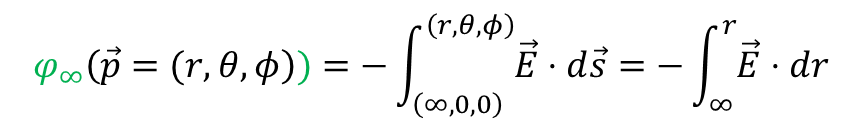 φ∞(p⃗ = (r, θ, ϕ)) = − ∫_(∞,0,0)^(r,θ,ϕ) E⃗ · ds⃗ = − ∫_∞^r E⃗ · dr